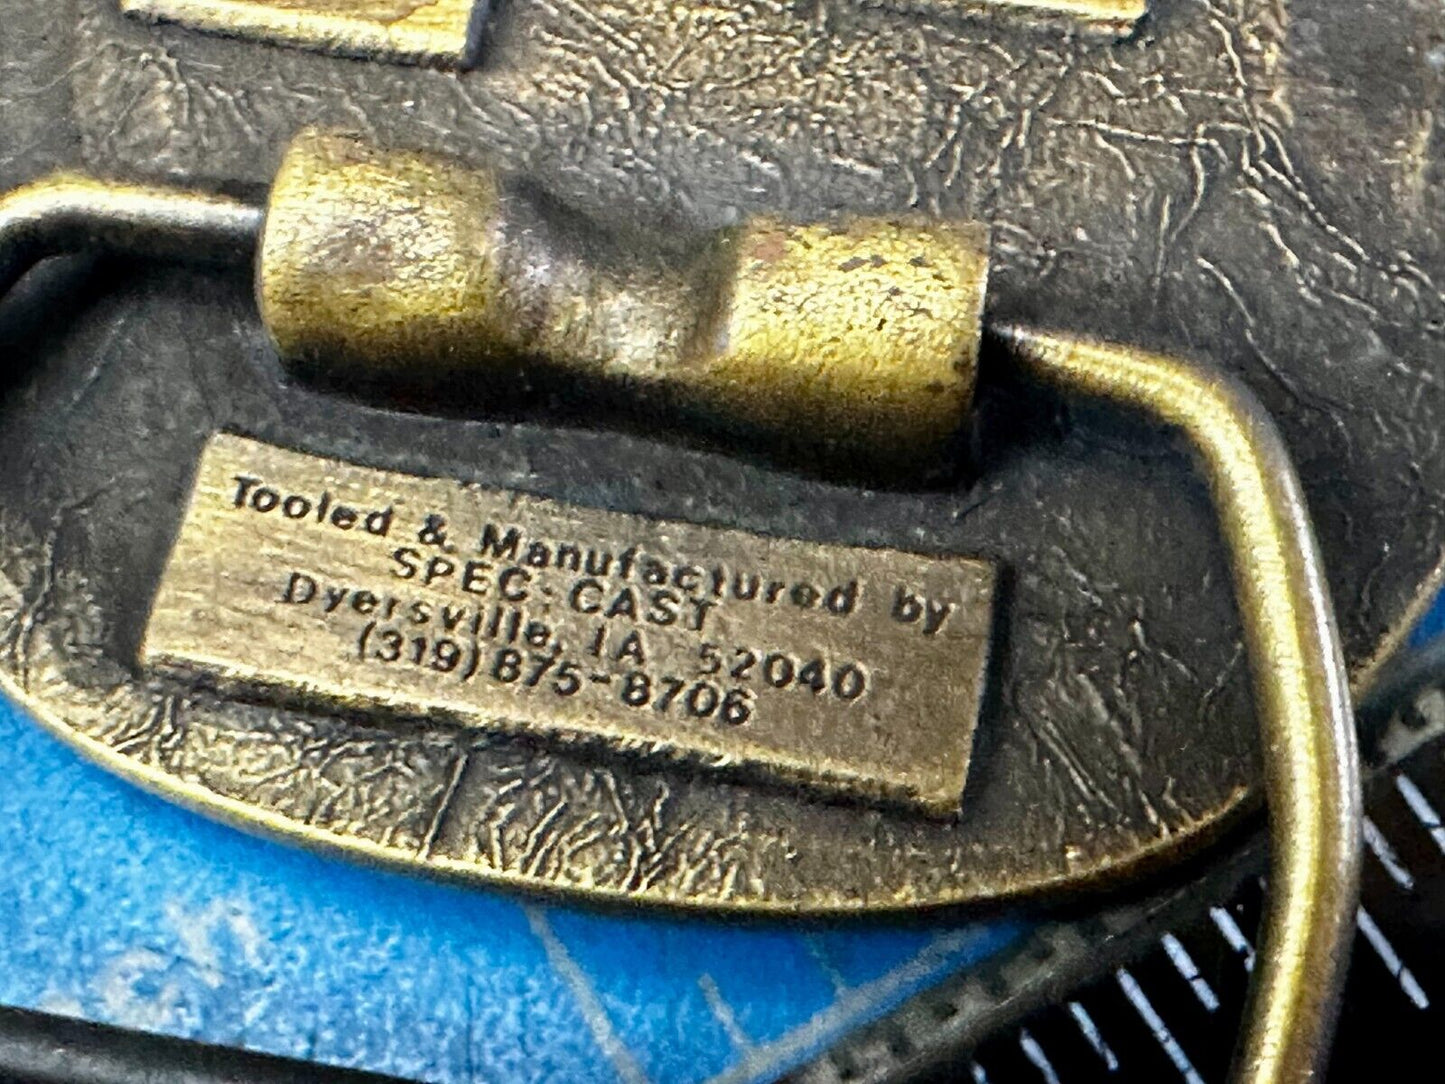 Tooled & Manufactured by
SPEC-CAST
Dyersville, IA 52040
(319) 875-8706